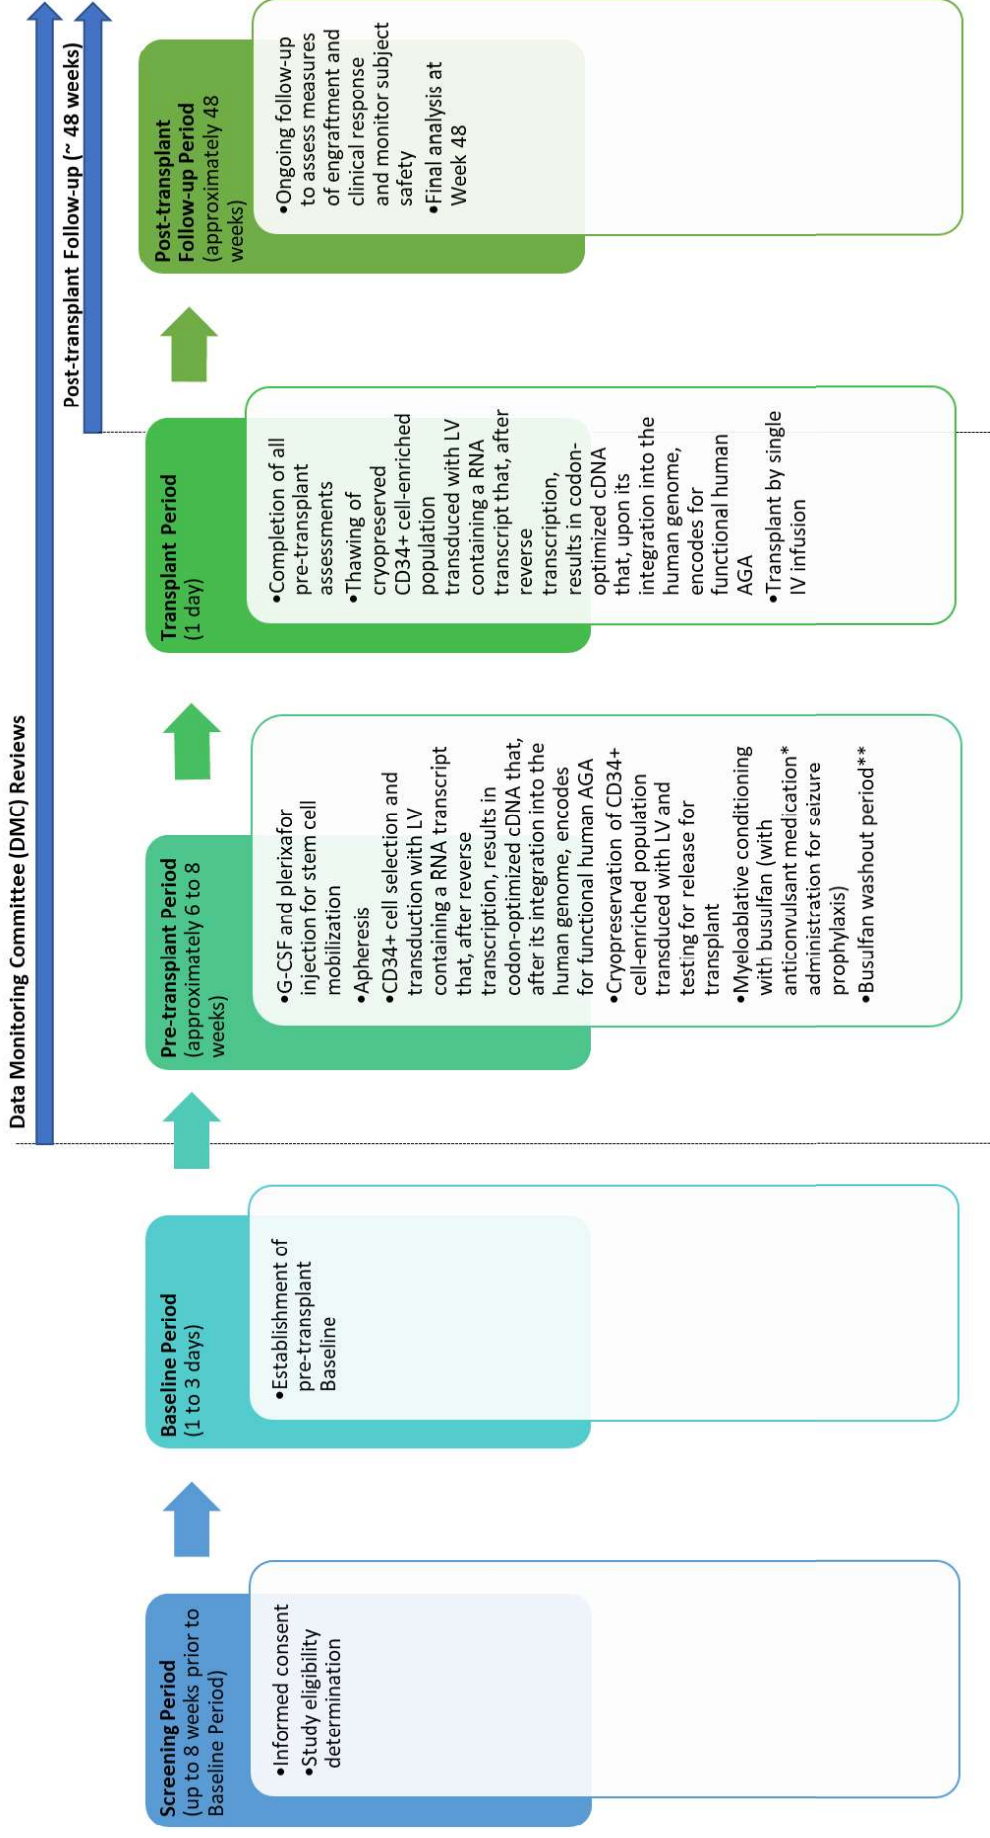 Data Monitoring Committee (DMC) Reviews
Post-transplant Follow-up (~ 48 weeks)
Screening Period
(up to 8 weeks prior to
Baseline Period)
•Informed consent
•Study eligibility
determination
Baseline Period
(1 to 3 days)
•Establishment of
pre-transplant
Baseline
Pre-transplant Period
(approximately 6 to 8
weeks)
•G-CSF and plerixafor
injection for stem cell
mobilization
•Apheresis
•CD34+ cell selection and
transduction with LV
containing a RNA transcript
that, after reverse
transcription, results in
codon-optimized cDNA that,
after its integration into the
human genome, encodes
for functional human AGA
•Cryopreservation of CD34+
cell-enriched population
transduced with LV and
testing for release for
transplant
•Myeloablative conditioning
with busulfan (with
anticonvulsant medication*
administration for seizure
prophylaxis)
•Busulfan washout period**
Transplant Period
(1 day)
•Completion of all
pre-transplant
assessments
•Thawing of
cryopreserved
CD34+ cell-enriched
population
transduced with LV
containing a RNA
transcript that, after
reverse
transcription,
results in codon-
optimized cDNA
that, upon its
integration into the
human genome,
encodes for
functional human
AGA
•Transplant by single
IV infusion
Post-transplant
Follow-up Period
(approximately 48
weeks)
•Ongoing follow-up
to assess measures
of engraftment and
clinical response
and monitor subject
safety
•Final analysis at
Week 48